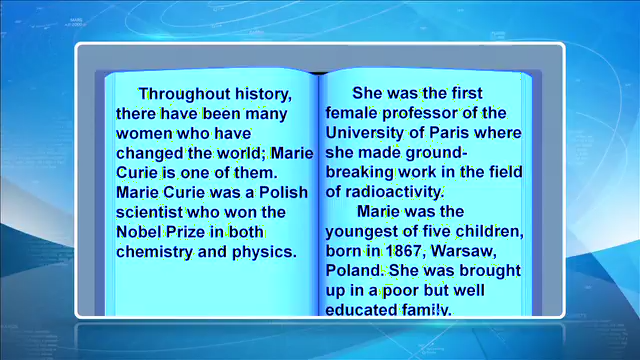 Throughout history,
there have been many
women who have
changed the world; Marie
Curie is one of them.
Marie Curie was a Polish
scientist who won the
Nobel Prize in both
chemistry and physics.
She was the first
female professor of the
University of Paris where
she made ground-
breaking work in the field
of radioactivity.
Marie was the
youngest of five children,
born in 1867, Warsaw,
Poland. She was brought
up in a poor but well
educated family.